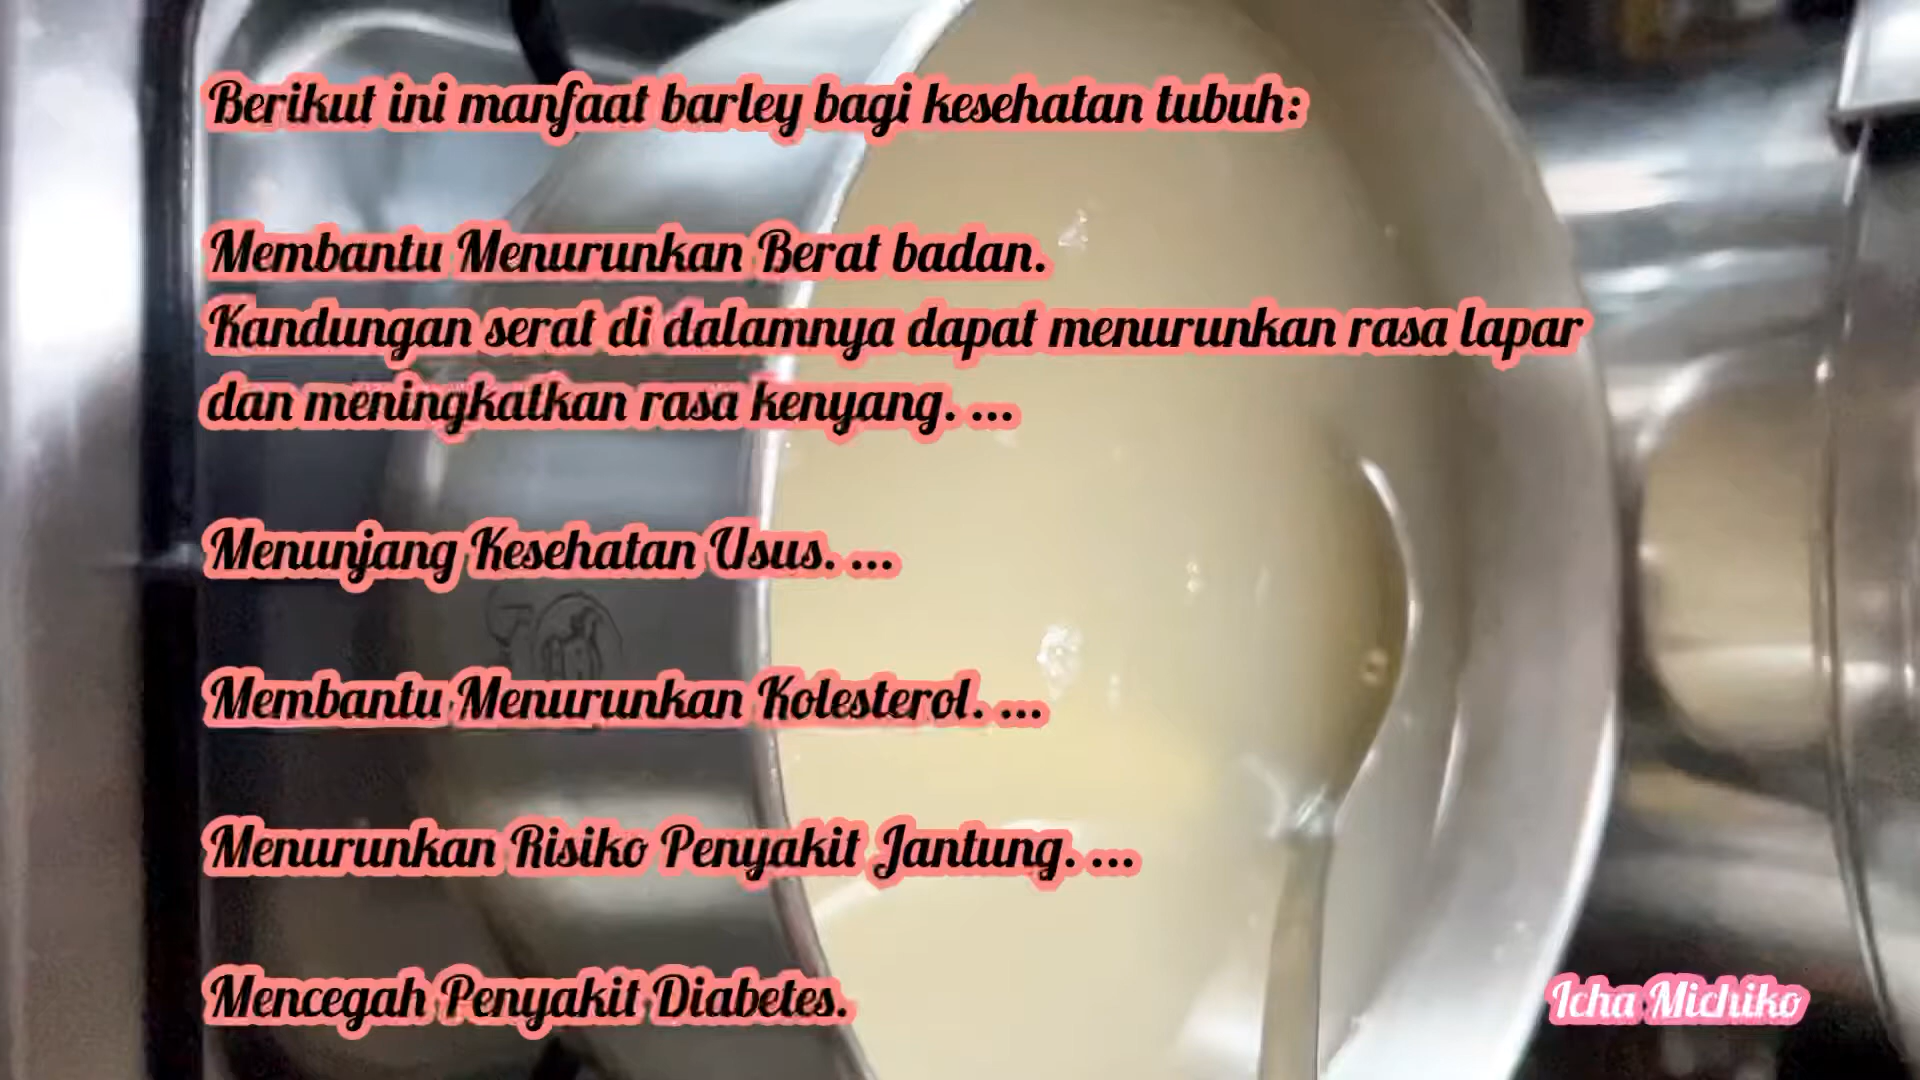 Berikut ini manfaat barley bagi kesehatan tubuh:
Membantu Menurunkan Berat badan.
Kandungan serat di dalamnya dapat menurunkan rasa lapar
dan meningkatkan rasa kenyang. ...
Menunjang Kesehatan Usus. ...
Membantu Menurunkan Kolesterol. ...
Menurunkan Risiko Penyakit Jantung. ...
Mencegah Penyakit Diabetes.
Icha Michiko